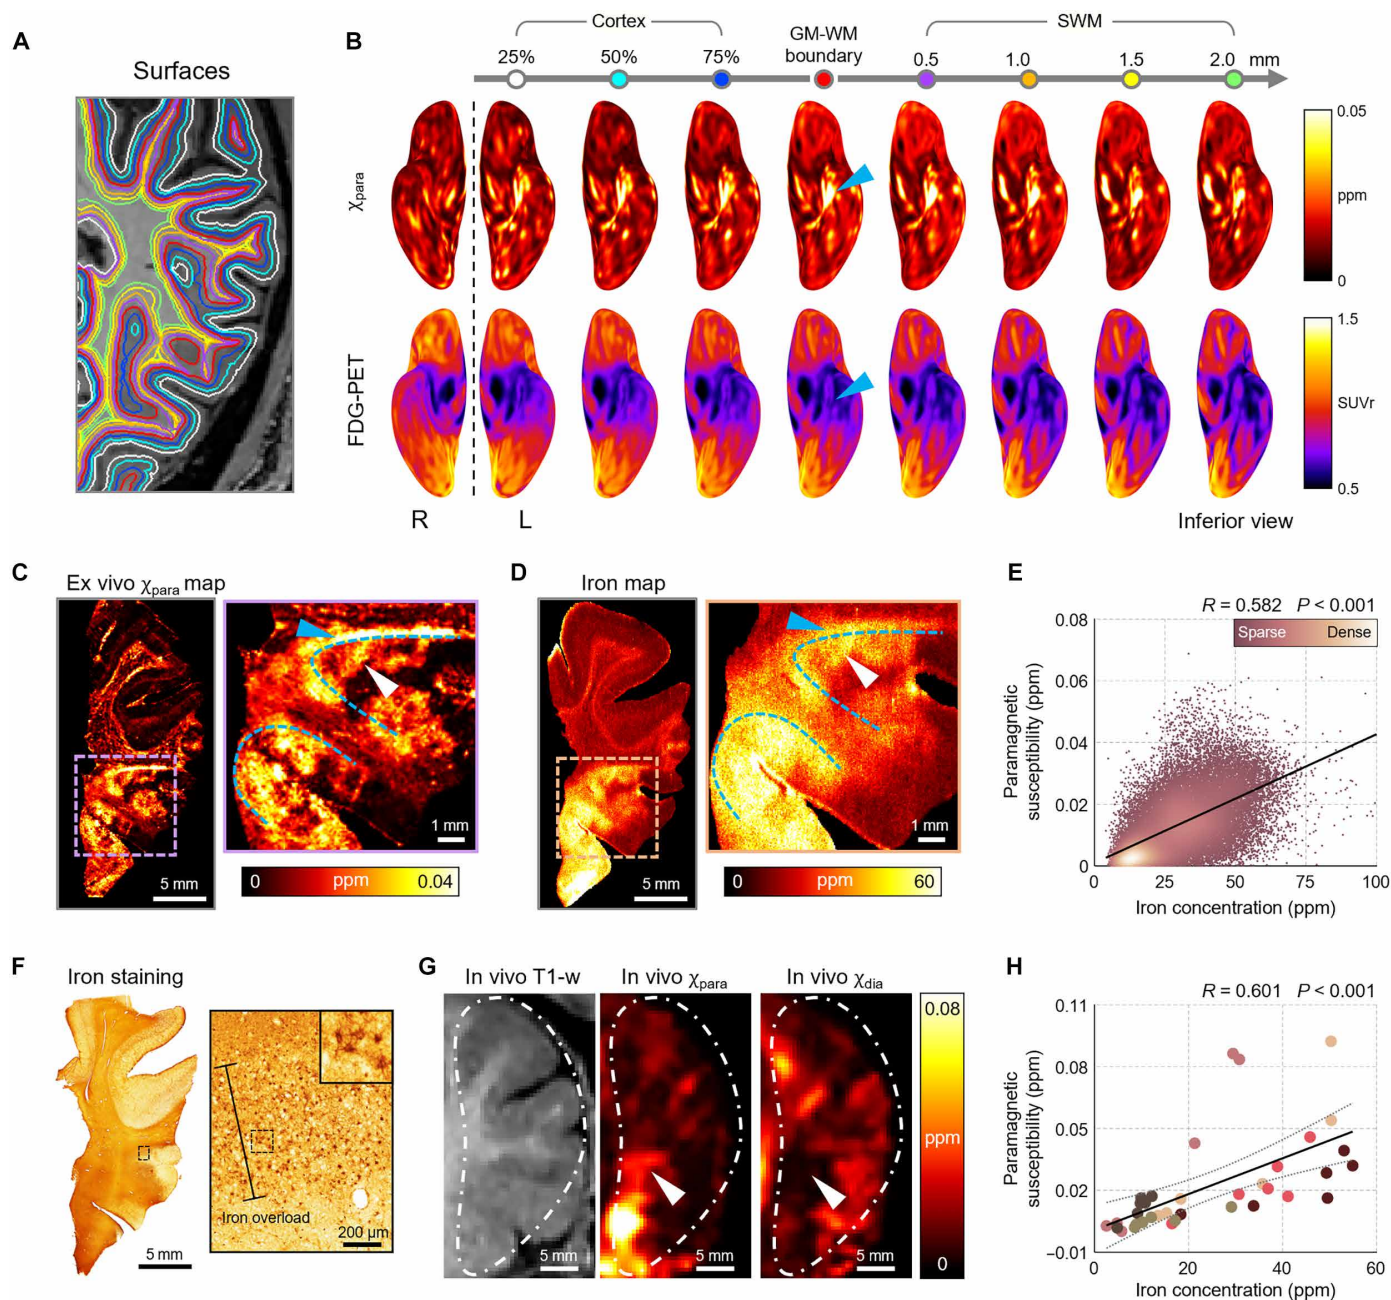 A
Surfaces
B
Cortex
SWM
25%
50%
75%
GM-WM
boundary
0.5
1.0
1.5
2.0
mm
χpara
0.05
ppm
0
FDG-PET
1.5
SUVr
0.5
R
L
Inferior view
C
Ex vivo χpara map
5 mm
1 mm
0
ppm
0.04
D
Iron map
5 mm
1 mm
0
ppm
60
E
R = 0.582 P < 0.001
Sparse
Dense
Paramagnetic
susceptibility (ppm)
0.08
0.06
0.04
0.02
0
0
25
50
75
100
Iron concentration (ppm)
F
Iron staining
5 mm
Iron overload
200 µm
G
In vivo T1-w
In vivo χpara
In vivo χdia
5 mm
5 mm
5 mm
0.08
ppm
0
H
R = 0.601 P < 0.001
Paramagnetic
susceptibility (ppm)
0.11
0.08
0.05
0.02
−0.01
0
20
40
60
Iron concentration (ppm)